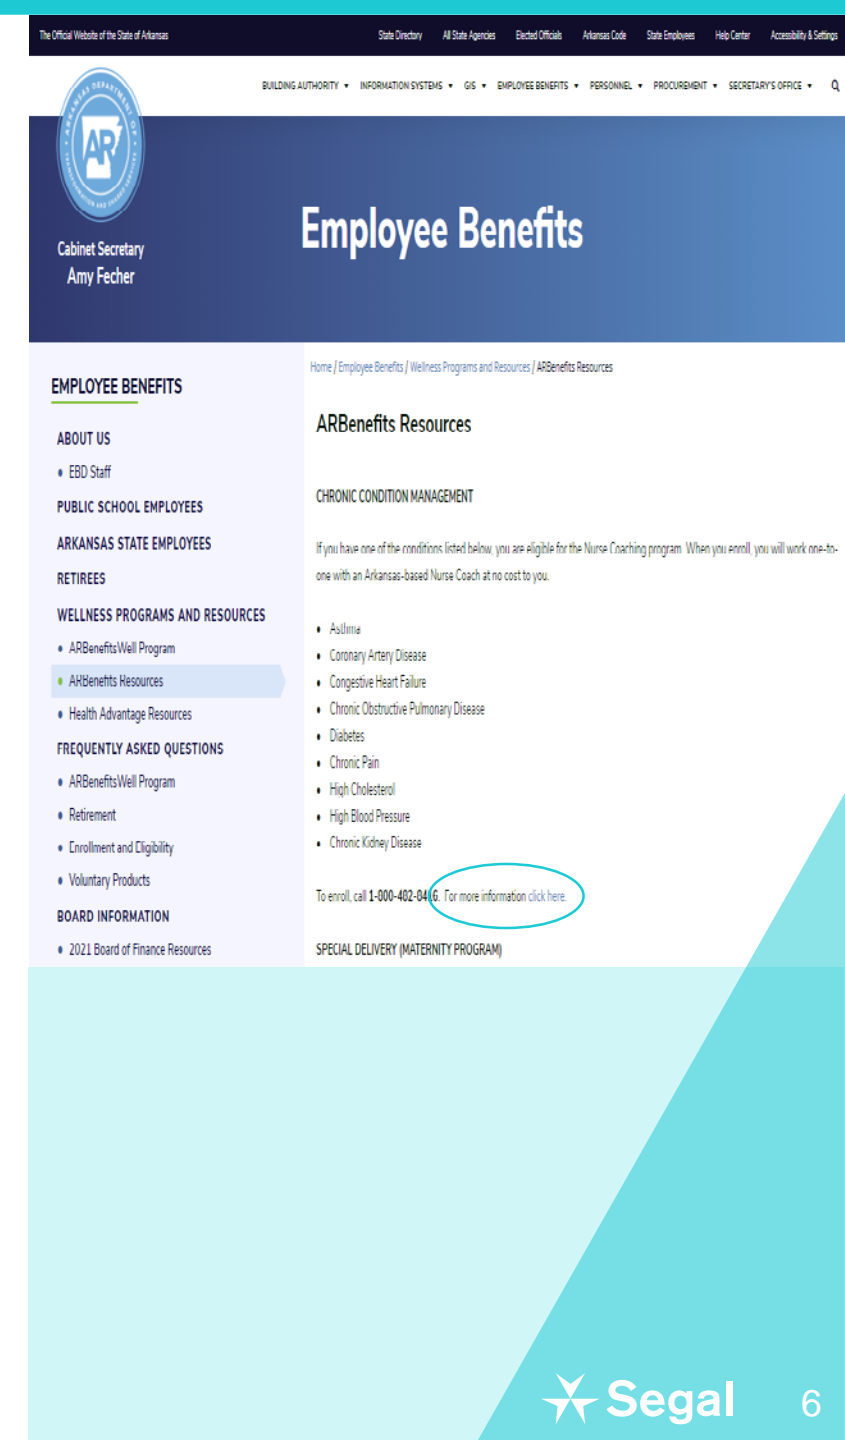 The Official Website of the State of Arkansas
State Directory All State Agencies Elected Officials Arkansas Code State Employees Help Center Accessibility & Settings
BUILDING AUTHORITY INFORMATION SYSTEMS GIS EMPLOYEE BENEFITS PERSONNEL PROCUREMENT SECRETARY'S OFFICE
ARKANSAS DEPARTMENT OF
TRANSFORMATION AND SHARED SERVICES
AR
Cabinet Secretary
Amy Fecher
Employee Benefits
EMPLOYEE BENEFITS
ABOUT US
• EBD Staff
PUBLIC SCHOOL EMPLOYEES
ARKANSAS STATE EMPLOYEES
RETIREES
WELLNESS PROGRAMS AND RESOURCES
• ARBenefitsWell Program
• ARBenefits Resources
• Health Advantage Resources
FREQUENTLY ASKED QUESTIONS
• ARBenefitsWell Program
• Retirement
• Enrollment and Eligibility
• Voluntary Products
BOARD INFORMATION
• 2021 Board of Finance Resources
Home / Employee Benefits / Wellness Programs and Resources / ARBenefits Resources
ARBenefits Resources
CHRONIC CONDITION MANAGEMENT
If you have one of the conditions listed below, you are eligible for the Nurse Coaching program. When you enroll, you will work one-to-
one with an Arkansas-based Nurse Coach at no cost to you.
• Asthma
• Coronary Artery Disease
• Congestive Heart Failure
• Chronic Obstructive Pulmonary Disease
• Diabetes
• Chronic Pain
• High Cholesterol
• High Blood Pressure
• Chronic Kidney Disease
To enroll, call For more information click here.
SPECIAL DELIVERY (MATERNITY PROGRAM)
Segal 6